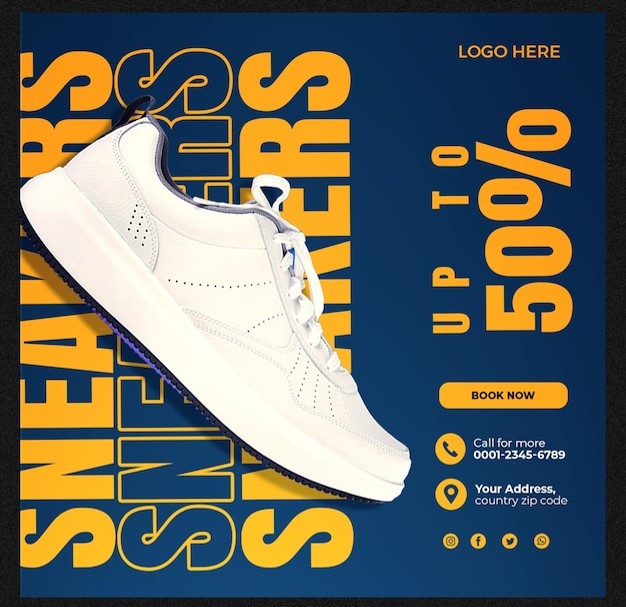 SNEAKERS
SNEAKERS
SNEAKERS
LOGO HERE
UP TO
50%
BOOK NOW
Call for more
0001-2345-6789
Your Address,
country zip code